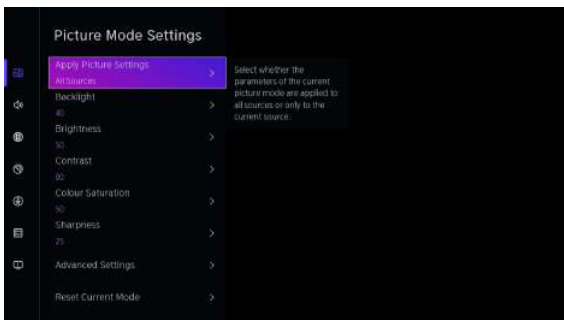 Picture Mode Settings
Apply Picture Settings
All Sources
Backlight
40
Brightness
50
Contrast
Colour Saturation
50
Sharpness
25
Advanced Settings
Reset Current Mode
Select whether the
parameters of the current
picture mode are applied to
all sources or only to the
current source.